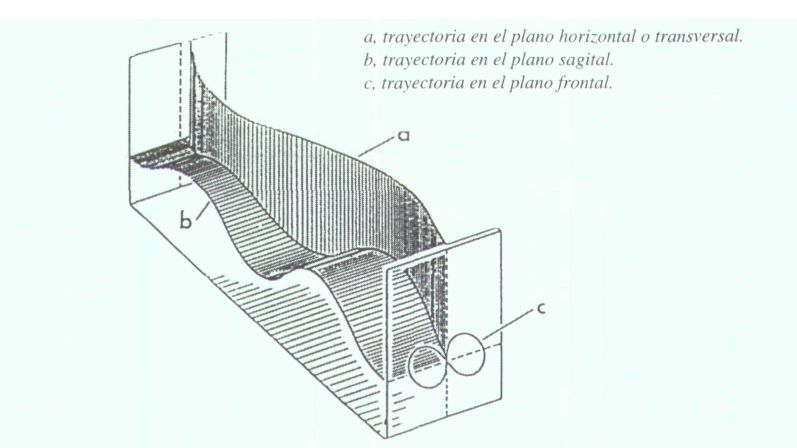 a, trayectoria en el plano horizontal o transversal.
b, trayectoria en el plano sagital.
c, trayectoria en el plano frontal.
a
b
c